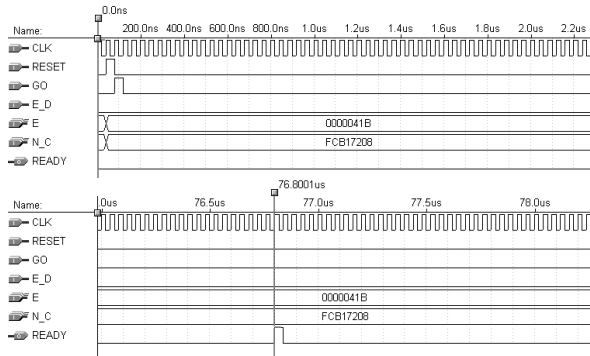 0.0ns
Name: 200.0ns 400.0ns 600.0ns 800.0ns 1.0us 1.2us 1.4us 1.6us 1.8us 2.0us 2.2us
CLK
RESET
GO
E_D
E 0000041B
N_C FCB17208
READY
76.8001us
Name: .0us 76.5us 77.0us 77.5us 78.0us
CLK
RESET
GO
E_D
E 0000041B
N_C FCB17208
READY